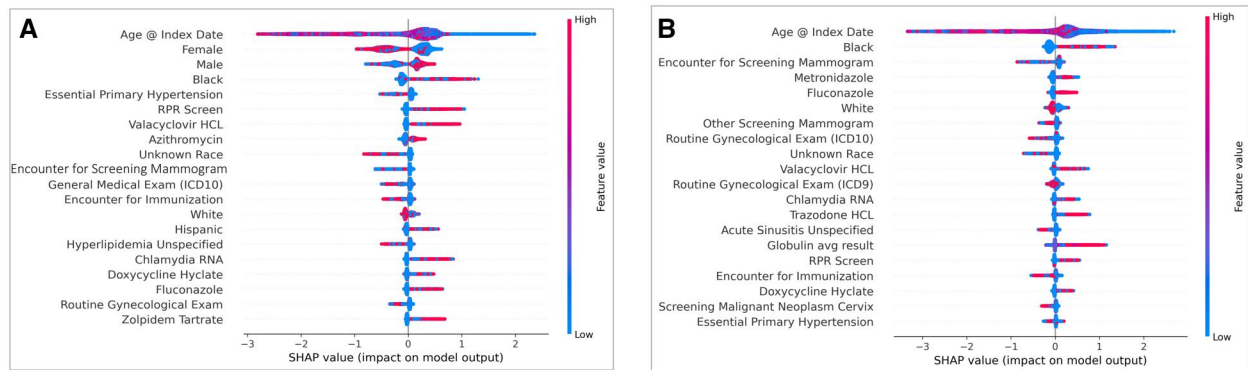 A
High
Age @ Index Date
Female
Male
Black
Essential Primary Hypertension
RPR Screen
Valacyclovir HCL
Azithromycin
Unknown Race
Encounter for Screening Mammogram
General Medical Exam (ICD10)
Encounter for Immunization
White
Hispanic
Hyperlipidemia Unspecified
Chlamydia RNA
Doxycycline Hyclate
Fluconazole
Routine Gynecological Exam
Zolpidem Tartrate
Feature value
Low
−3 −2 −1 0 1 2
SHAP value (impact on model output)
B
High
Age @ Index Date
Black
Encounter for Screening Mammogram
Metronidazole
Fluconazole
White
Other Screening Mammogram
Routine Gynecological Exam (ICD10)
Unknown Race
Valacyclovir HCL
Routine Gynecological Exam (ICD9)
Chlamydia RNA
Trazodone HCL
Acute Sinusitis Unspecified
Globulin avg result
RPR Screen
Encounter for Immunization
Doxycycline Hyclate
Screening Malignant Neoplasm Cervix
Essential Primary Hypertension
Feature value
Low
−3 −2 −1 0 1 2
SHAP value (impact on model output)